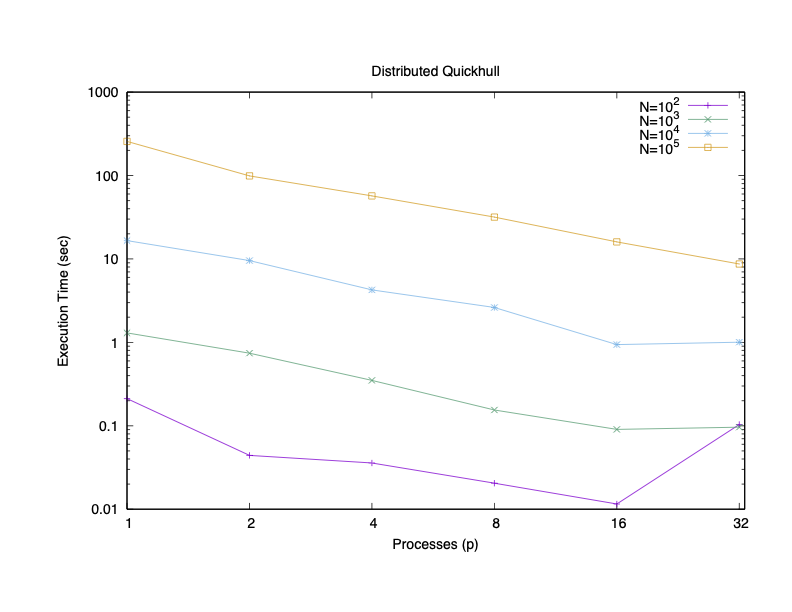 Distributed Quickhull
1000
100
10
1
0.1
0.01
Execution Time (sec)
N=10^2
N=10^3
N=10^4
N=10^5
1 2 4 8 16 32
Processes (p)